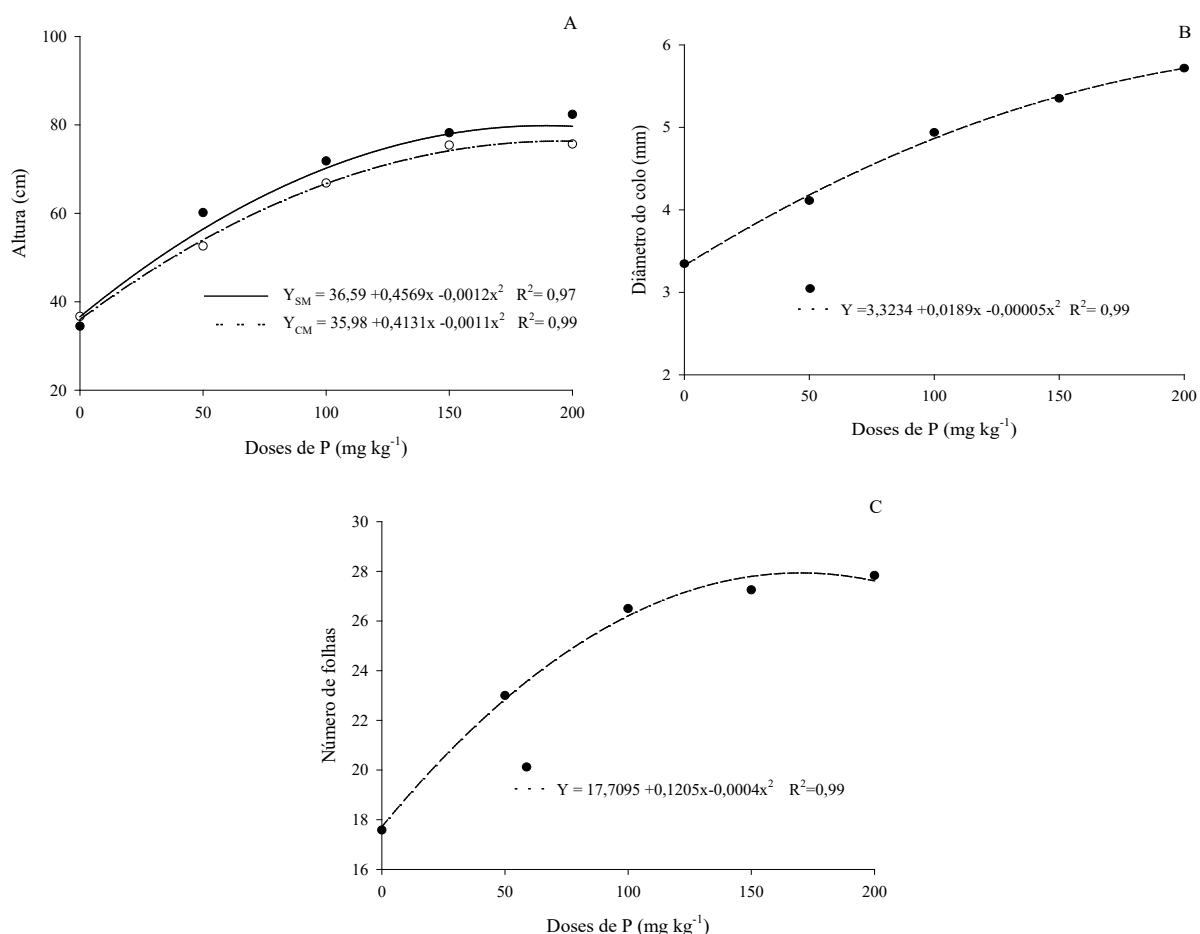 A
100
80
60
40
20
Altura (cm)
Y_SM = 36,59 +0,4569x -0,0012x² R²= 0,97
Y_CM = 35,98 +0,4131x -0,0011x² R²= 0,99
0 50 100 150 200
Doses de P (mg kg⁻¹)
B
6
5
4
3
2
Diâmetro do colo (mm)
Y =3,3234 +0,0189x -0,00005x² R²= 0,99
0 50 100 150 200
Doses de P (mg kg⁻¹)
C
30
28
26
24
22
20
18
16
Número de folhas
Y = 17,7095 +0,1205x-0,0004x² R²=0,99
0 50 100 150 200
Doses de P (mg kg⁻¹)